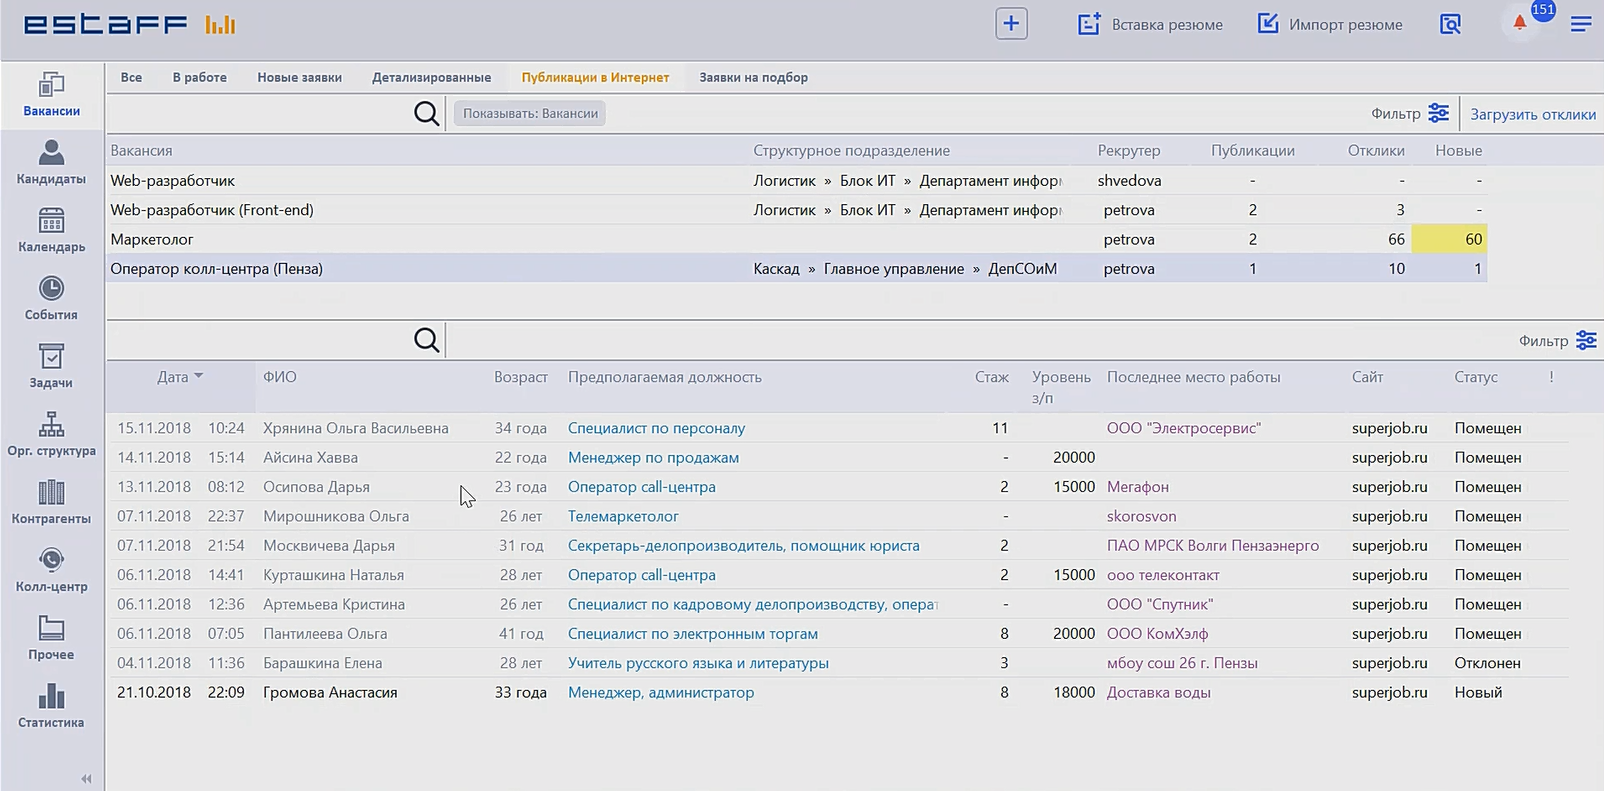 estaff
Вставка резюме Импорт резюме 151
Вакансии
Кандидаты
Календарь
События
Задачи
Орг. структура
Контрагенты
Колл-центр
Прочее
Статистика
Все В работе Новые заявки Детализированные Публикации в Интернет Заявки на подбор
Показывать: Вакансии Фильтр Загрузить отклики
Вакансия Структурное подразделение Рекрутер Публикации Отклики Новые
Web-разработчик Логистик » Блок ИТ » Департамент инфор shvedova - - -
Web-разработчик (Front-end) Логистик » Блок ИТ » Департамент инфор petrova 2 3 -
Маркетолог petrova 2 66 60
Оператор колл-центра (Пенза) Каскад » Главное управление » ДепСОиМ petrova 1 10 1
Фильтр
Дата ФИО Возраст Предполагаемая должность Стаж Уровень з/п Последнее место работы Сайт Статус !
15.11.2018 10:24 Хрянина Ольга Васильевна 34 года Специалист по персоналу 11 ООО "Электросервис" superjob.ru Помещен
14.11.2018 15:14 Айсина Хавва 22 года Менеджер по продажам - 20000 superjob.ru Помещен
13.11.2018 08:12 Осипова Дарья 23 года Оператор call-центра 2 15000 Мегафон superjob.ru Помещен
07.11.2018 22:37 Мирошникова Ольга 26 лет Телемаркетолог - skorosvon superjob.ru Помещен
07.11.2018 21:54 Москвичева Дарья 31 год Секретарь-делопроизводитель, помощник юриста 2 ПАО МРСК Волги Пензаэнерго superjob.ru Помещен
06.11.2018 14:41 Курташкина Наталья 28 лет Оператор call-центра 2 15000 ооо телеконтакт superjob.ru Помещен
06.11.2018 12:36 Артемьева Кристина 26 лет Специалист по кадровому делопроизводству, опера - ООО "Спутник" superjob.ru Помещен
06.11.2018 07:05 Пантилеева Ольга 41 год Специалист по электронным торгам 8 20000 ООО КомХэлф superjob.ru Помещен
04.11.2018 11:36 Барашкина Елена 28 лет Учитель русского языка и литературы 3 мбоу сош 26 г. Пензы superjob.ru Отклонен
21.10.2018 22:09 Громова Анастасия 33 года Менеджер, администратор 8 18000 Доставка воды superjob.ru Новый